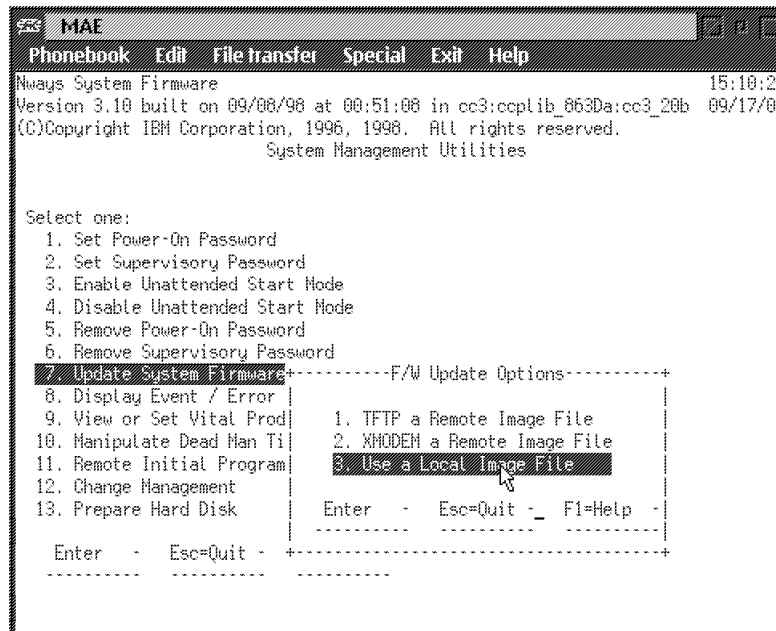 MAE
Phonebook Edit File transfer Special Exit Help
Nways System Firmware 15:10:2
Version 3.10 built on 09/08/98 at 00:51:08 in cc3:ccplib_863Da:cc3_20b 09/17/0
(C)Copyright IBM Corporation, 1996, 1998. All rights reserved.
System Management Utilities
Select one:
1. Set Power-On Password
2. Set Supervisory Password
3. Enable Unattended Start Mode
4. Disable Unattended Start Mode
5. Remove Power-On Password
6. Remove Supervisory Password
7. Update System Firmware+----------F/W Update Options----------+
8. Display Event / Error |
9. View or Set Vital Prod| 1. TFTP a Remote Image File |
10. Manipulate Dead Man Ti| 2. XMODEM a Remote Image File |
11. Remote Initial Program| 3. Use a Local Image File |
12. Change Management |
13. Prepare Hard Disk | Enter - Esc=Quit -_ F1=Help -|
Enter - Esc=Quit -